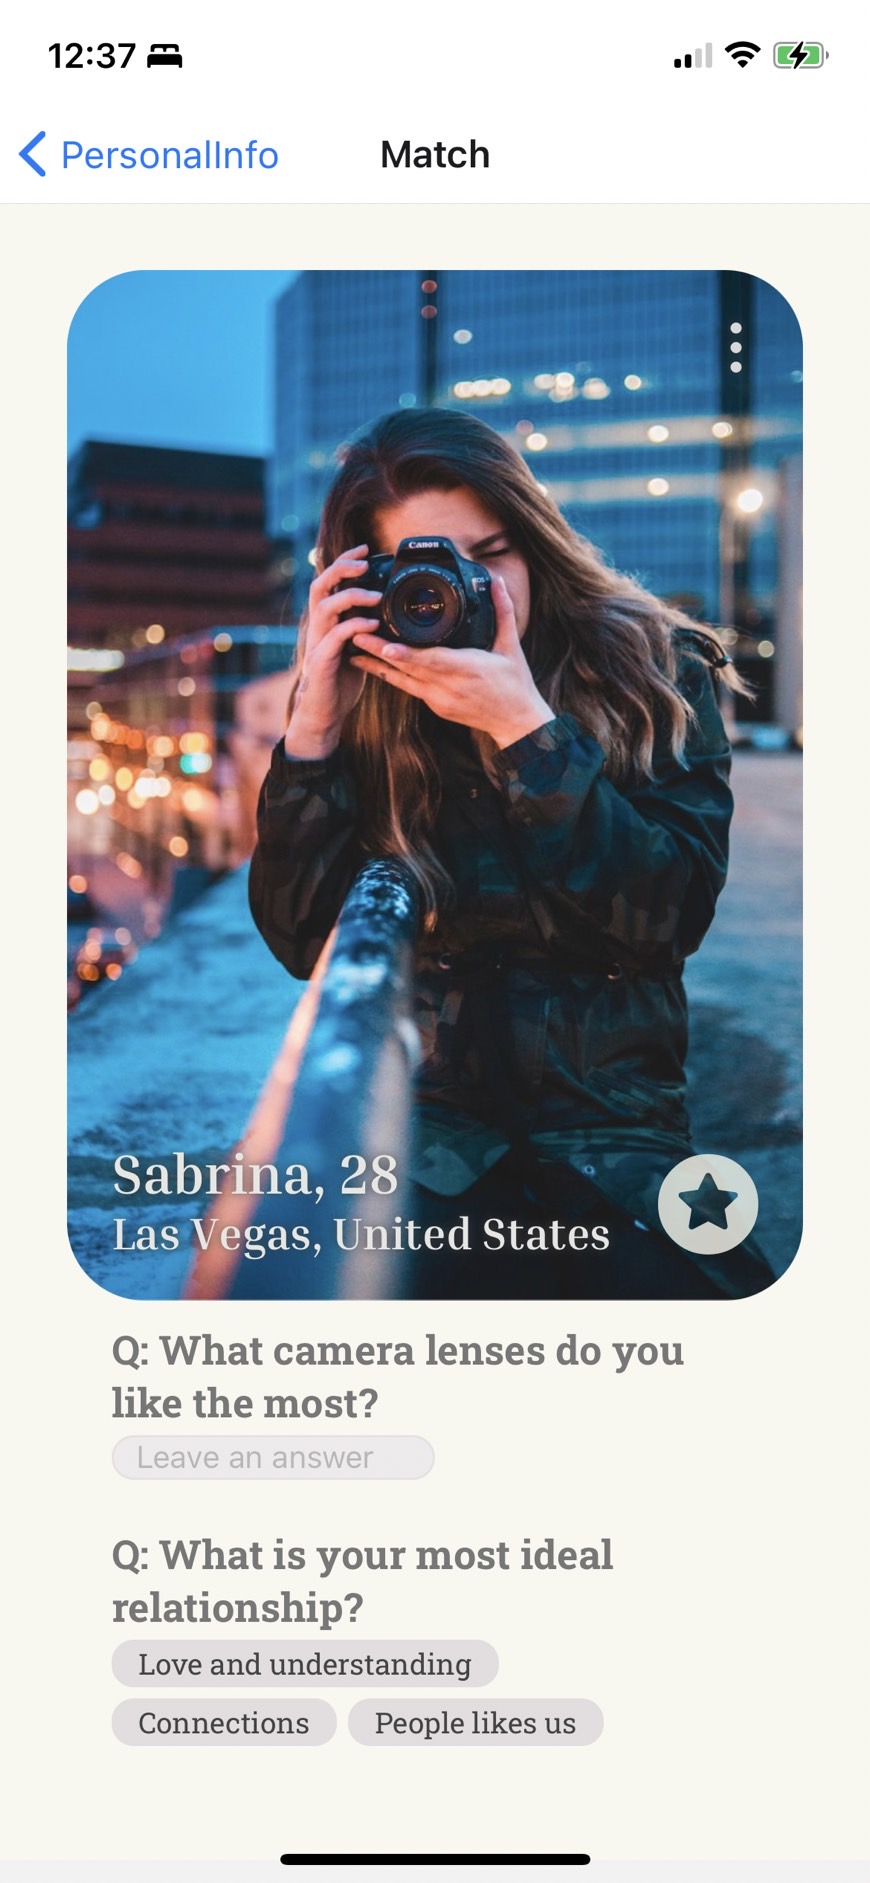 12:37
PersonalInfo
Match
Canon
Sabrina, 28
Las Vegas, United States
Q: What camera lenses do you
like the most?
Leave an answer
Q: What is your most ideal
relationship?
Love and understanding
Connections
People likes us